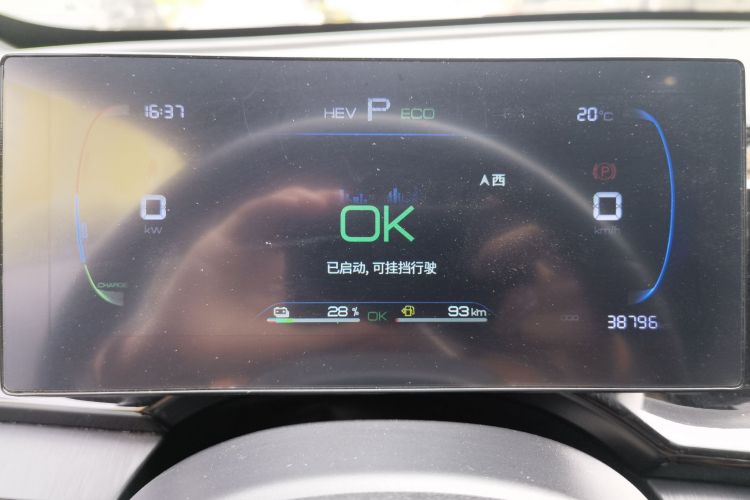 16:37
HEV P ECO
20°C
西
P
0
kW
0
km/h
OK
已启动, 可挂挡行驶
CHARGE
28 %
OK
93 km
ODO
38796